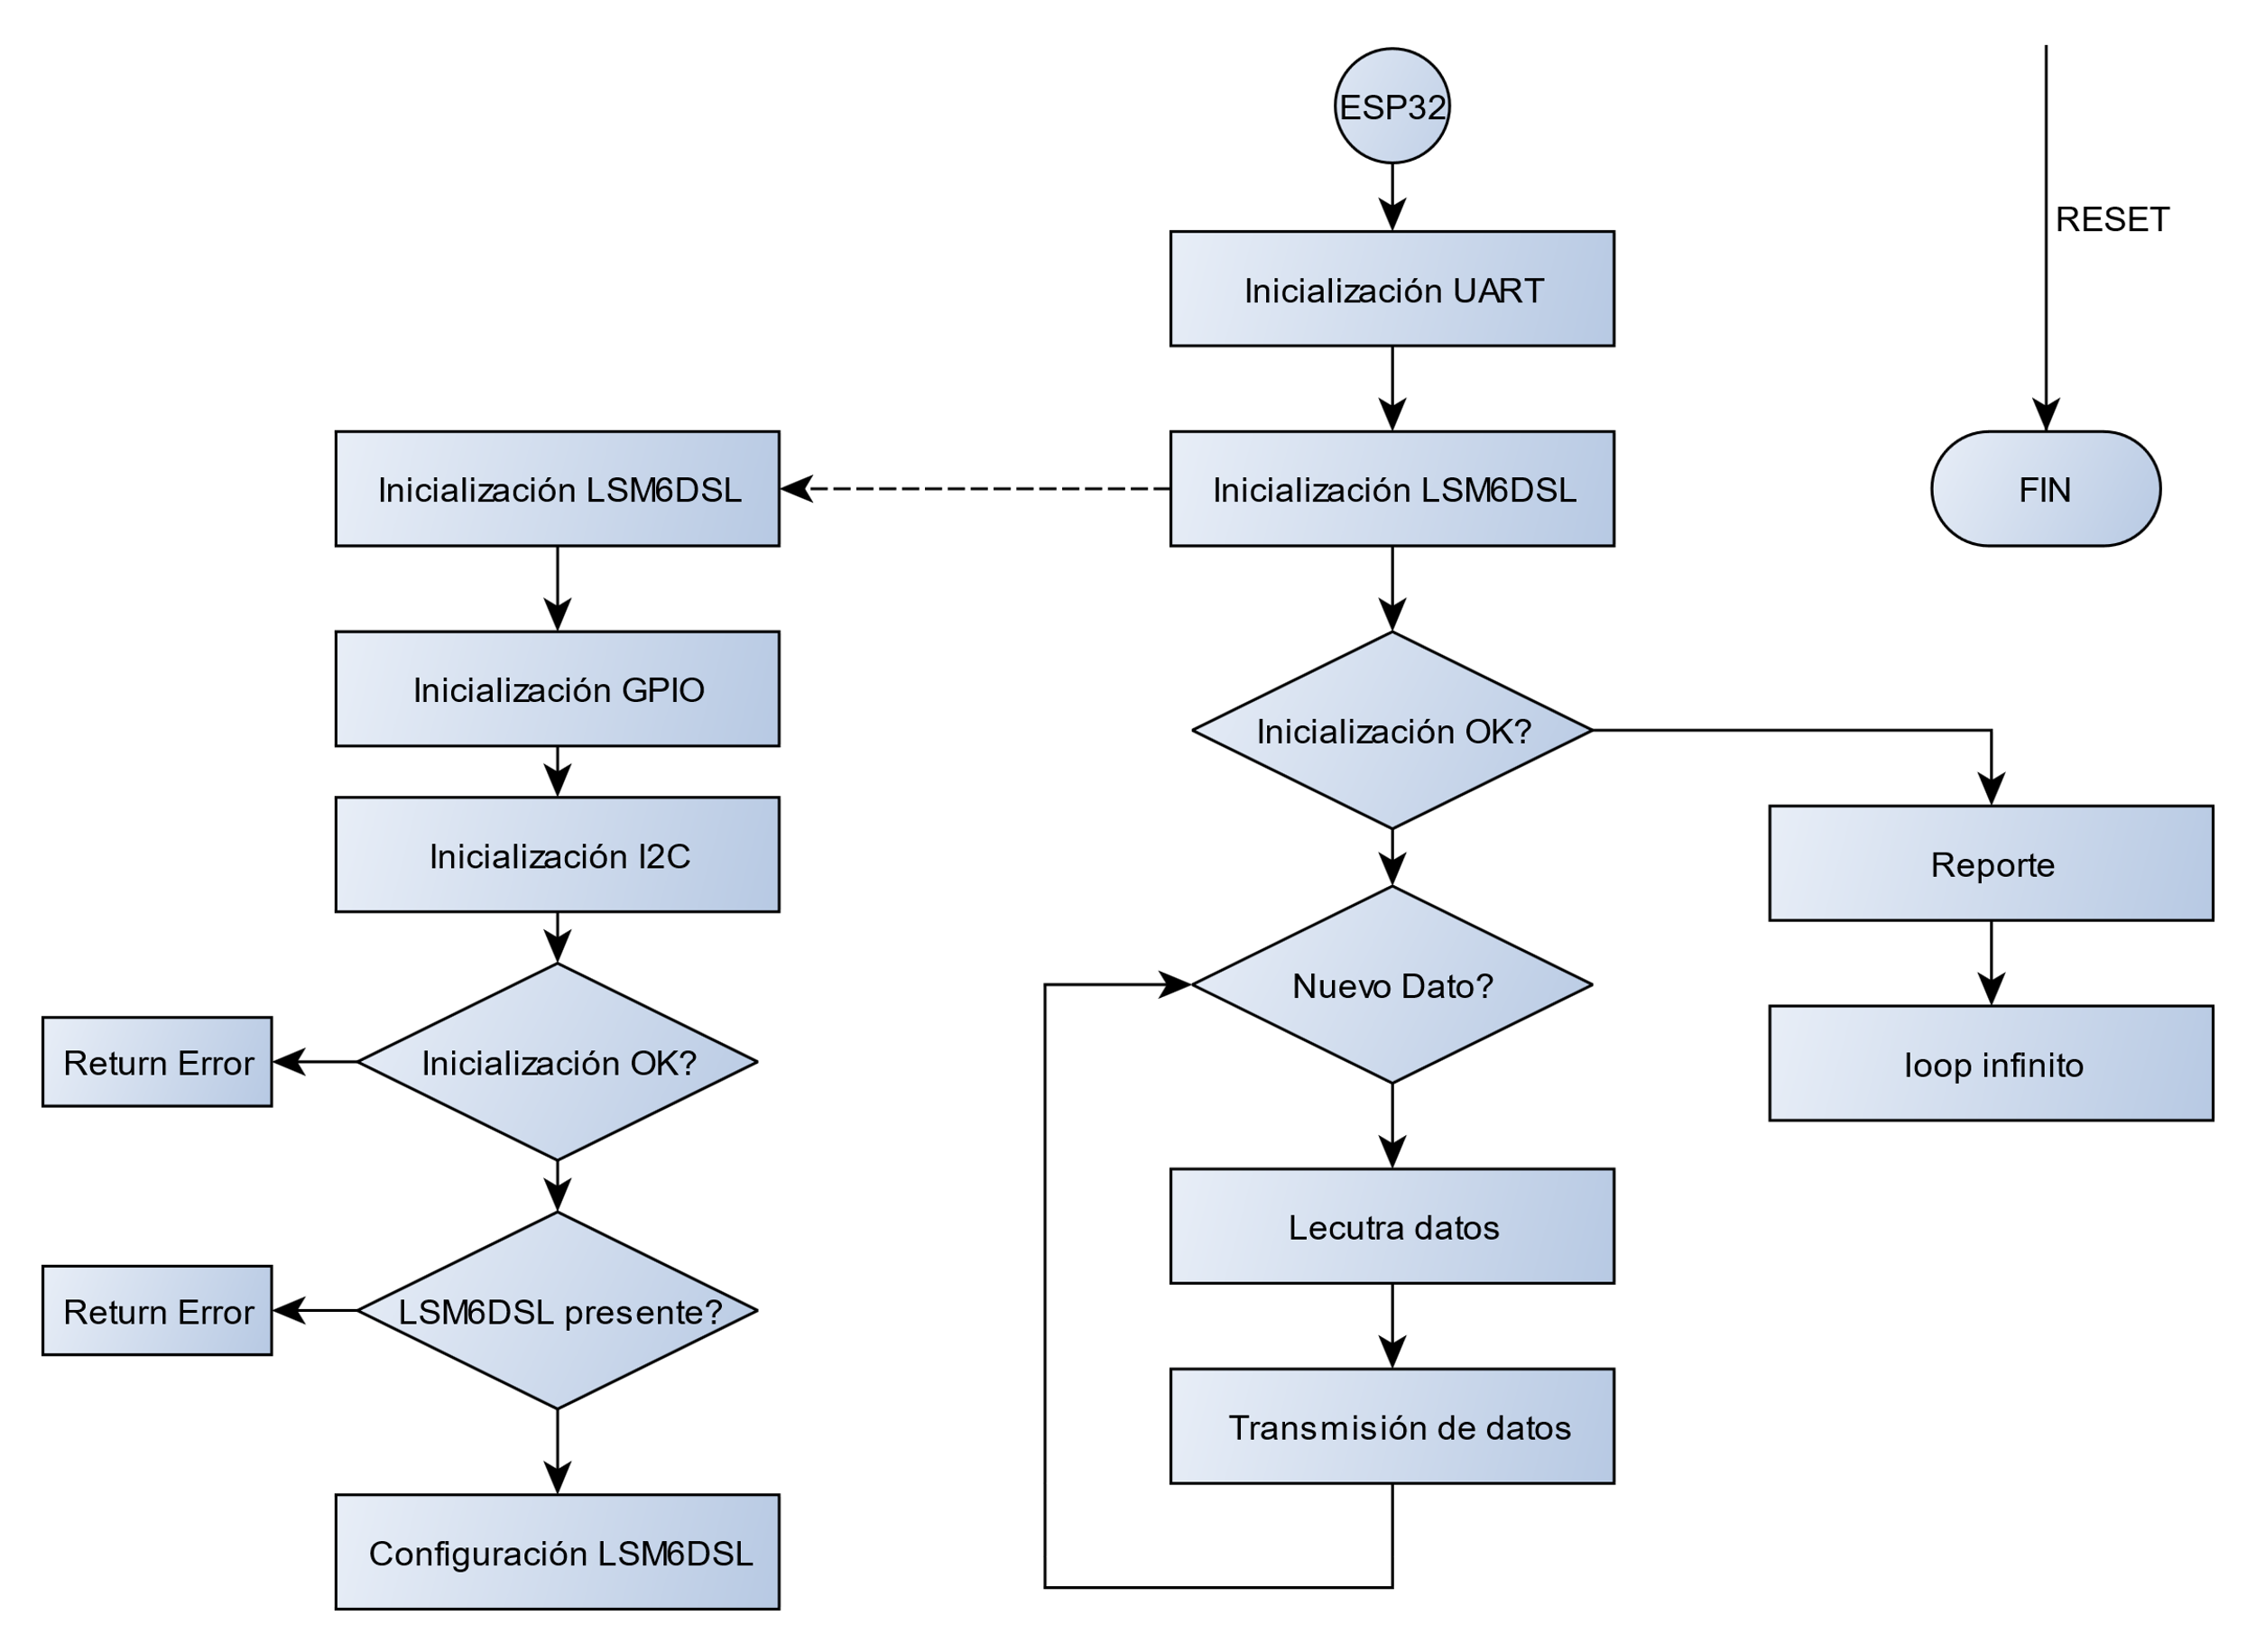 ESP32
RESET
Inicialización UART
Inicialización LSM6DSL
Inicialización LSM6DSL
FIN
Inicialización GPIO
Inicialización OK?
Inicialización I2C
Reporte
Nuevo Dato?
Return Error
Inicialización OK?
loop infinito
Lecutra datos
Return Error
LSM6DSL presente?
Transmisión de datos
Configuración LSM6DSL